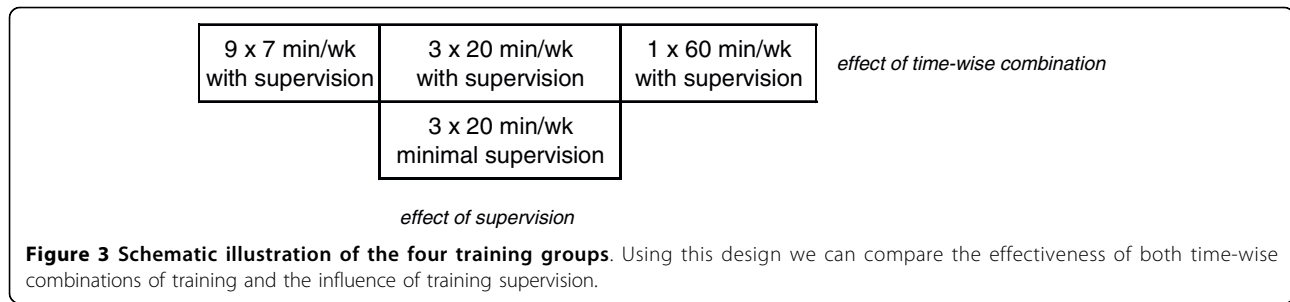 9 x 7 min/wk
with supervision
3 x 20 min/wk
with supervision
1 x 60 min/wk
with supervision
effect of time-wise combination
3 x 20 min/wk
minimal supervision
effect of supervision
Figure 3 Schematic illustration of the four training groups. Using this design we can compare the effectiveness of both time-wise
combinations of training and the influence of training supervision.